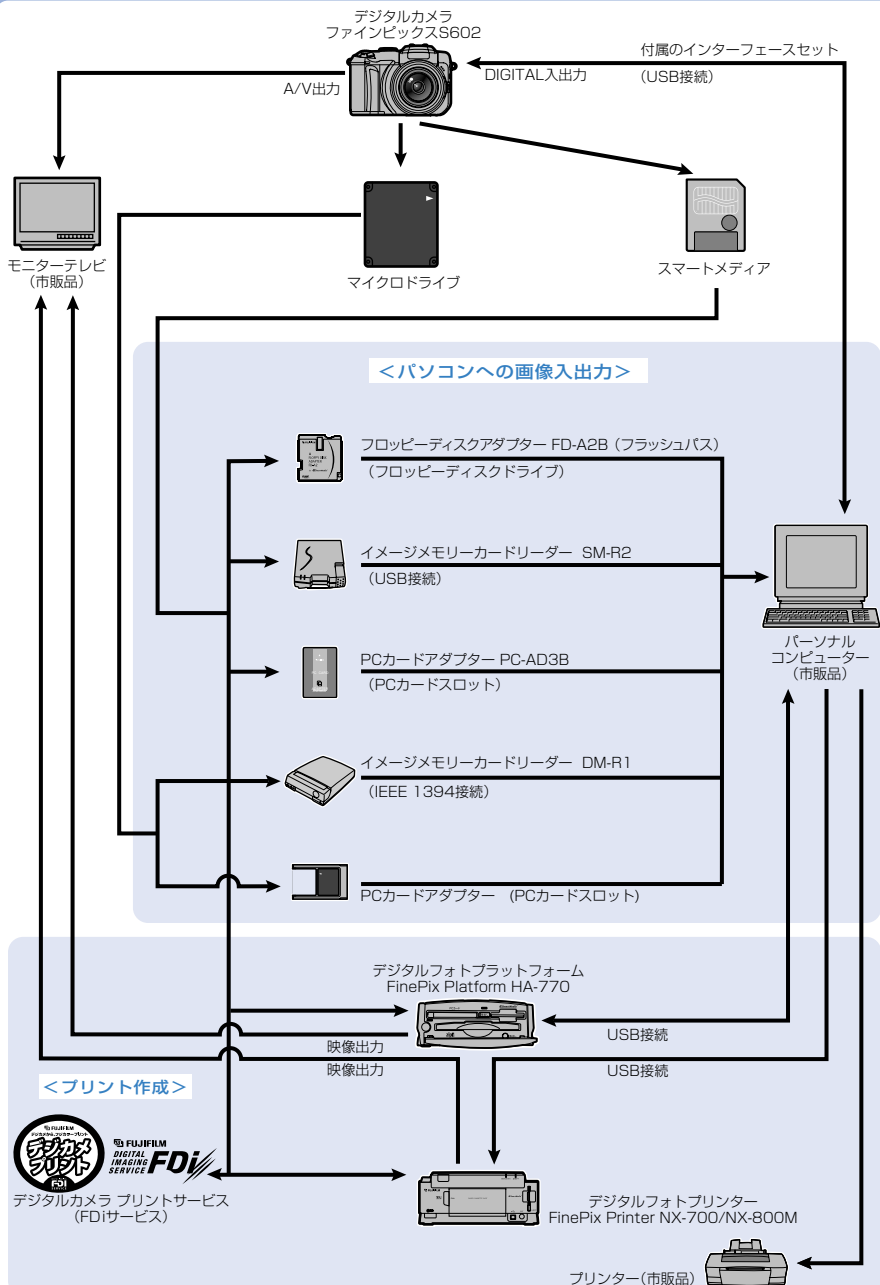 デジタルカメラ
ファインピックスS602
A/V出力
DIGITAL入出力
付属のインターフェースセット
(USB接続)
モニターテレビ
(市販品)
マイクロドライブ
スマートメディア
<パソコンへの画像入出力>
フロッピーディスクアダプター FD-A2B(フラッシュパス)
(フロッピーディスクドライブ)
イメージメモリーカードリーダー SM-R2
(USB接続)
パーソナル
コンピューター
(市販品)
PCカードアダプター PC-AD3B
(PCカードスロット)
イメージメモリーカードリーダー DM-R1
(IEEE 1394接続)
PCカードアダプター (PCカードスロット)
デジタルフォトプラットフォーム
FinePix Platform HA-770
映像出力
USB接続
映像出力
USB接続
<プリント作成>
FUJIFILM
デジカメプリント
FDi
FUJIFILM
DIGITAL
IMAGING
SERVICE
FDi
デジタルカメラ プリントサービス
(FDiサービス)
デジタルフォトプリンター
FinePix Printer NX-700/NX-800M
プリンター(市販品)